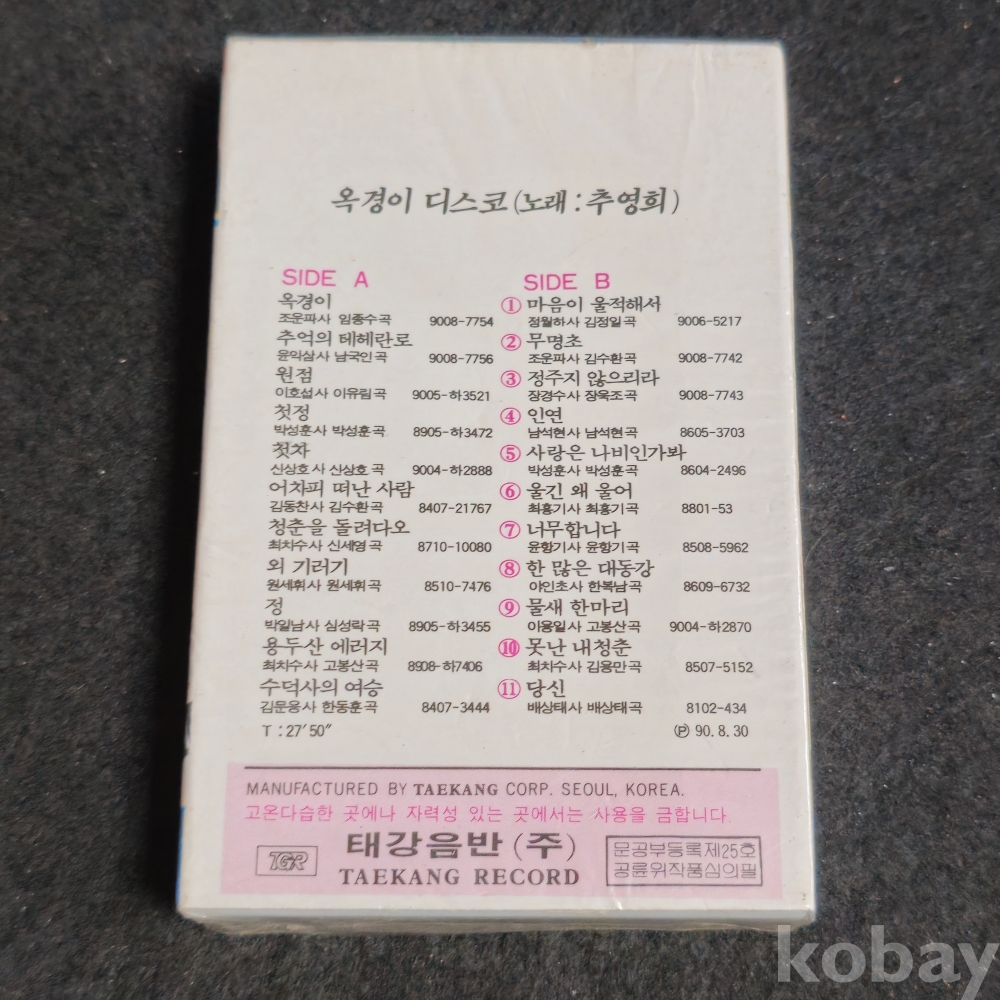 옥경이 디스코(노래:추영희)
SIDE A
옥경이
조운파사 임종수곡 9008-7754
추억의 테헤란로
윤익삼사 남국인곡 9008-7756
원점
이호섭사 이유림곡 9005-하3521
첫정
박성훈사 박성훈곡 8905-하3472
첫차
신상호사 신상호곡 9004-하2888
어차피 떠난 사람
김동찬사 김수환곡 8407-21767
청춘을 돌려다오
최치수사 신세영곡 8710-10080
외 기러기
원세휘사 원세휘곡 8510-7476
정
박일남사 심성락곡 8905-하3455
용두산 에러지
최치수사 고봉산곡 8908-하7406
수덕사의 여승
김문응사 한동훈곡 8407-3444
T:27′50″
SIDE B
① 마음이 울적해서
정월하사 김정일곡 9006-5217
② 무명초
조운파사 김수환곡 9008-7742
③ 정주지 않으리라
장경수사 장욱조곡 9008-7743
④ 인연
남석현사 남석현곡 8605-3703
⑤ 사랑은 나비인가봐
박성훈사 박성훈곡 8604-2496
⑥ 울긴 왜 울어
최홍기사 최홍기곡 8801-53
⑦ 너무합니다
윤항기사 윤항기곡 8508-5962
⑧ 한 많은 대동강
야인초사 한복남곡 8609-6732
⑨ 물새 한마리
이용일사 고봉산곡 9004-하2870
⑩ 못난 내청춘
최치수사 김용만곡 8507-5152
⑪ 당신
배상태사 배상태곡 8102-434
℗ 90.8.30
MANUFACTURED BY TAEKANG CORP. SEOUL, KOREA.
고온다습한 곳에나 자력성 있는 곳에서는 사용을 금합니다.
TGR
태강음반(주)
TAEKANG RECORD
문공부등록제25호
공륜위작품심의필
kobay